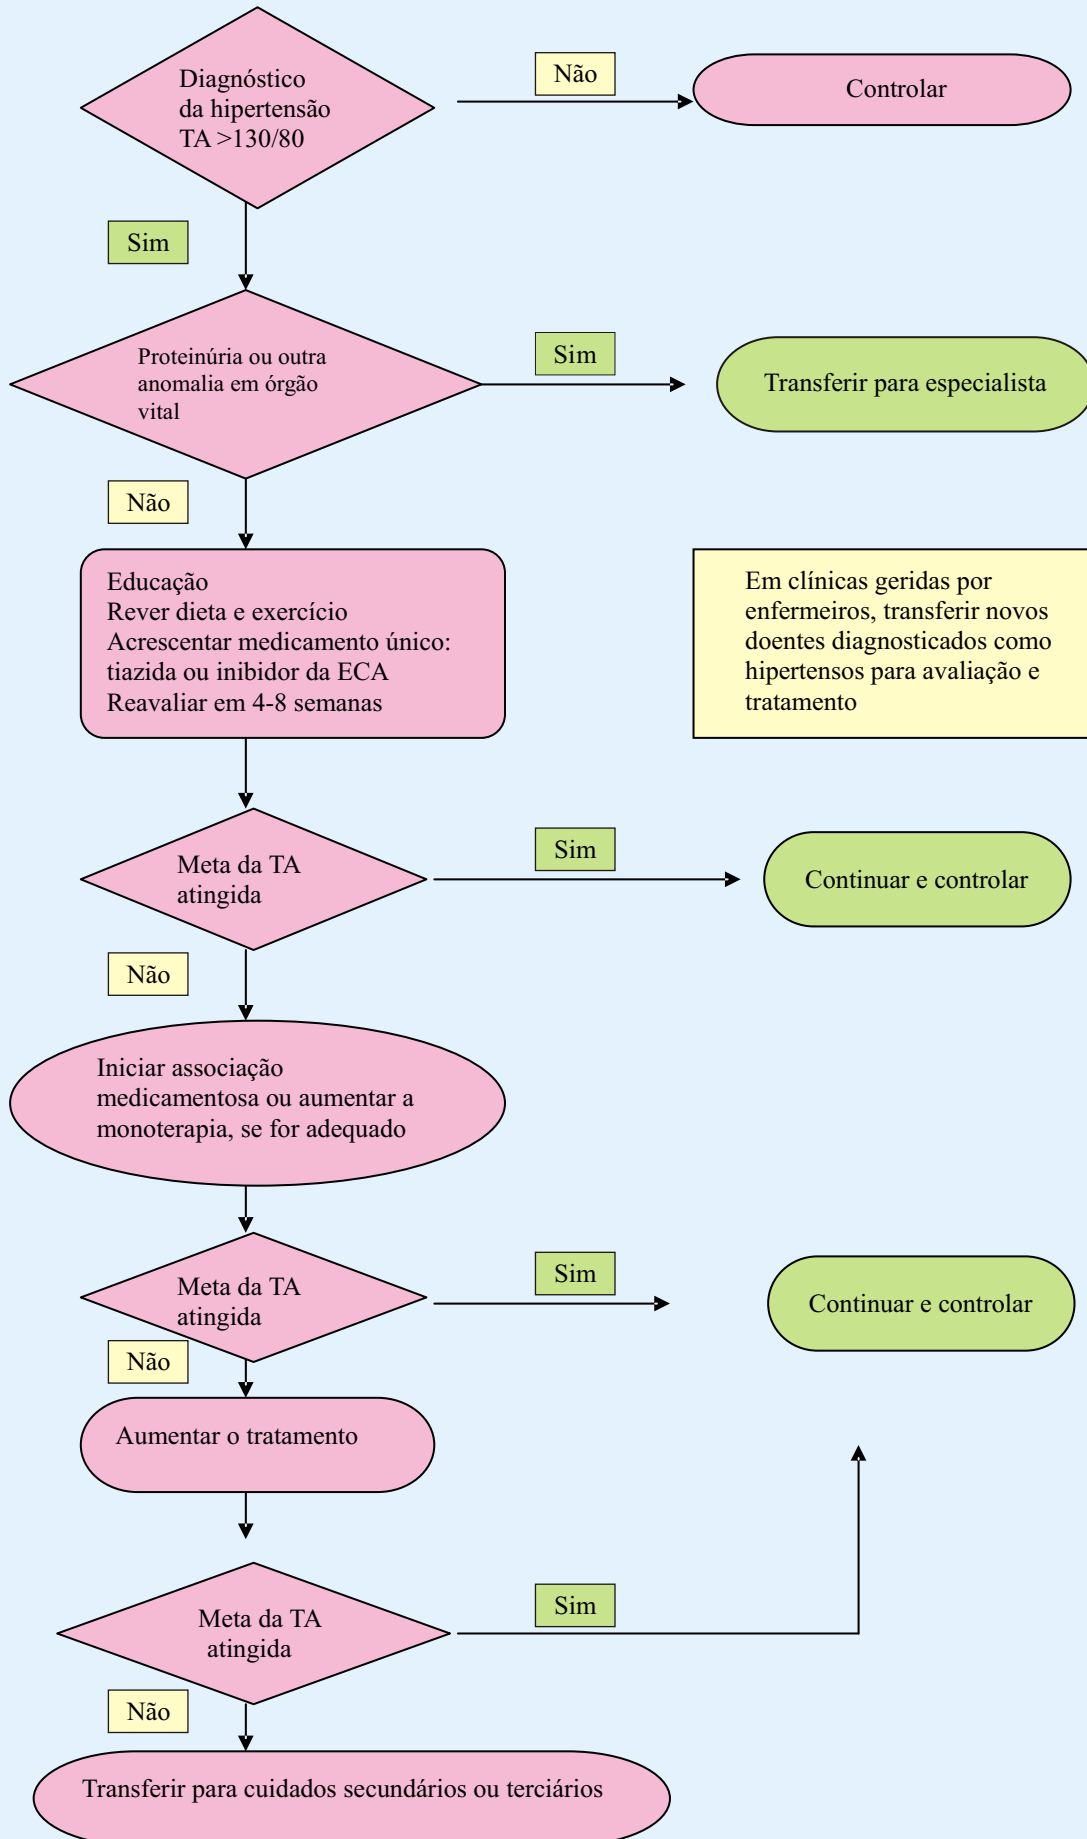 Diagnóstico
da hipertensão
TA >130/80
Não
Controlar
Sim
Proteinúria ou outra
anomalia em órgão
vital
Sim
Transferir para especialista
Não
Educação
Rever dieta e exercício
Acrescentar medicamento único:
tiazida ou inibidor da ECA
Reavaliar em 4-8 semanas
Em clínicas geridas por
enfermeiros, transferir novos
doentes diagnosticados como
hipertensos para avaliação e
tratamento
Meta da TA
atingida
Sim
Continuar e controlar
Não
Iniciar associação
medicamentosa ou aumentar a
monoterapia, se for adequado
Meta da TA
atingida
Sim
Continuar e controlar
Não
Aumentar o tratamento
Meta da TA
atingida
Sim
Não
Transferir para cuidados secundários ou terciários